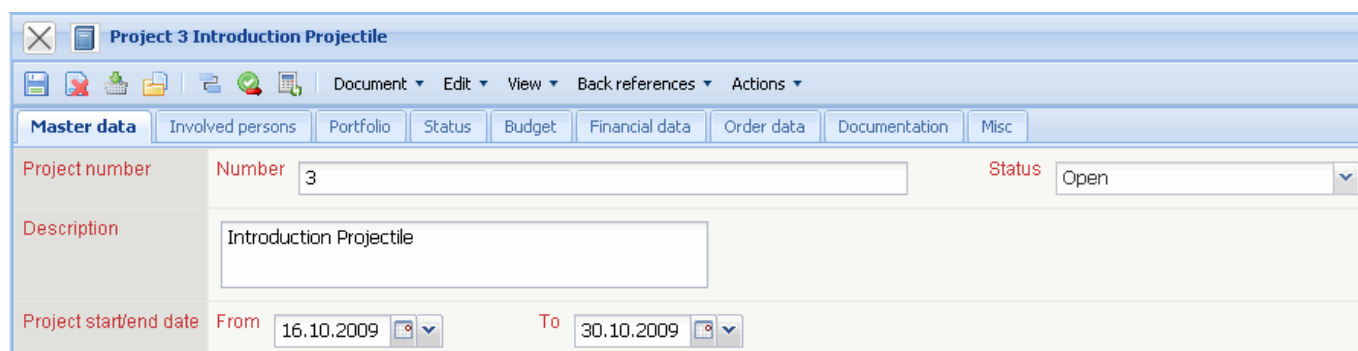 Project 3 Introduction Projectile
Document Edit View Back references Actions
Master data Involved persons Portfolio Status Budget Financial data Order data Documentation Misc
Project number Number 3 Status Open
Description Introduction Projectile
Project start/end date From 16.10.2009 To 30.10.2009